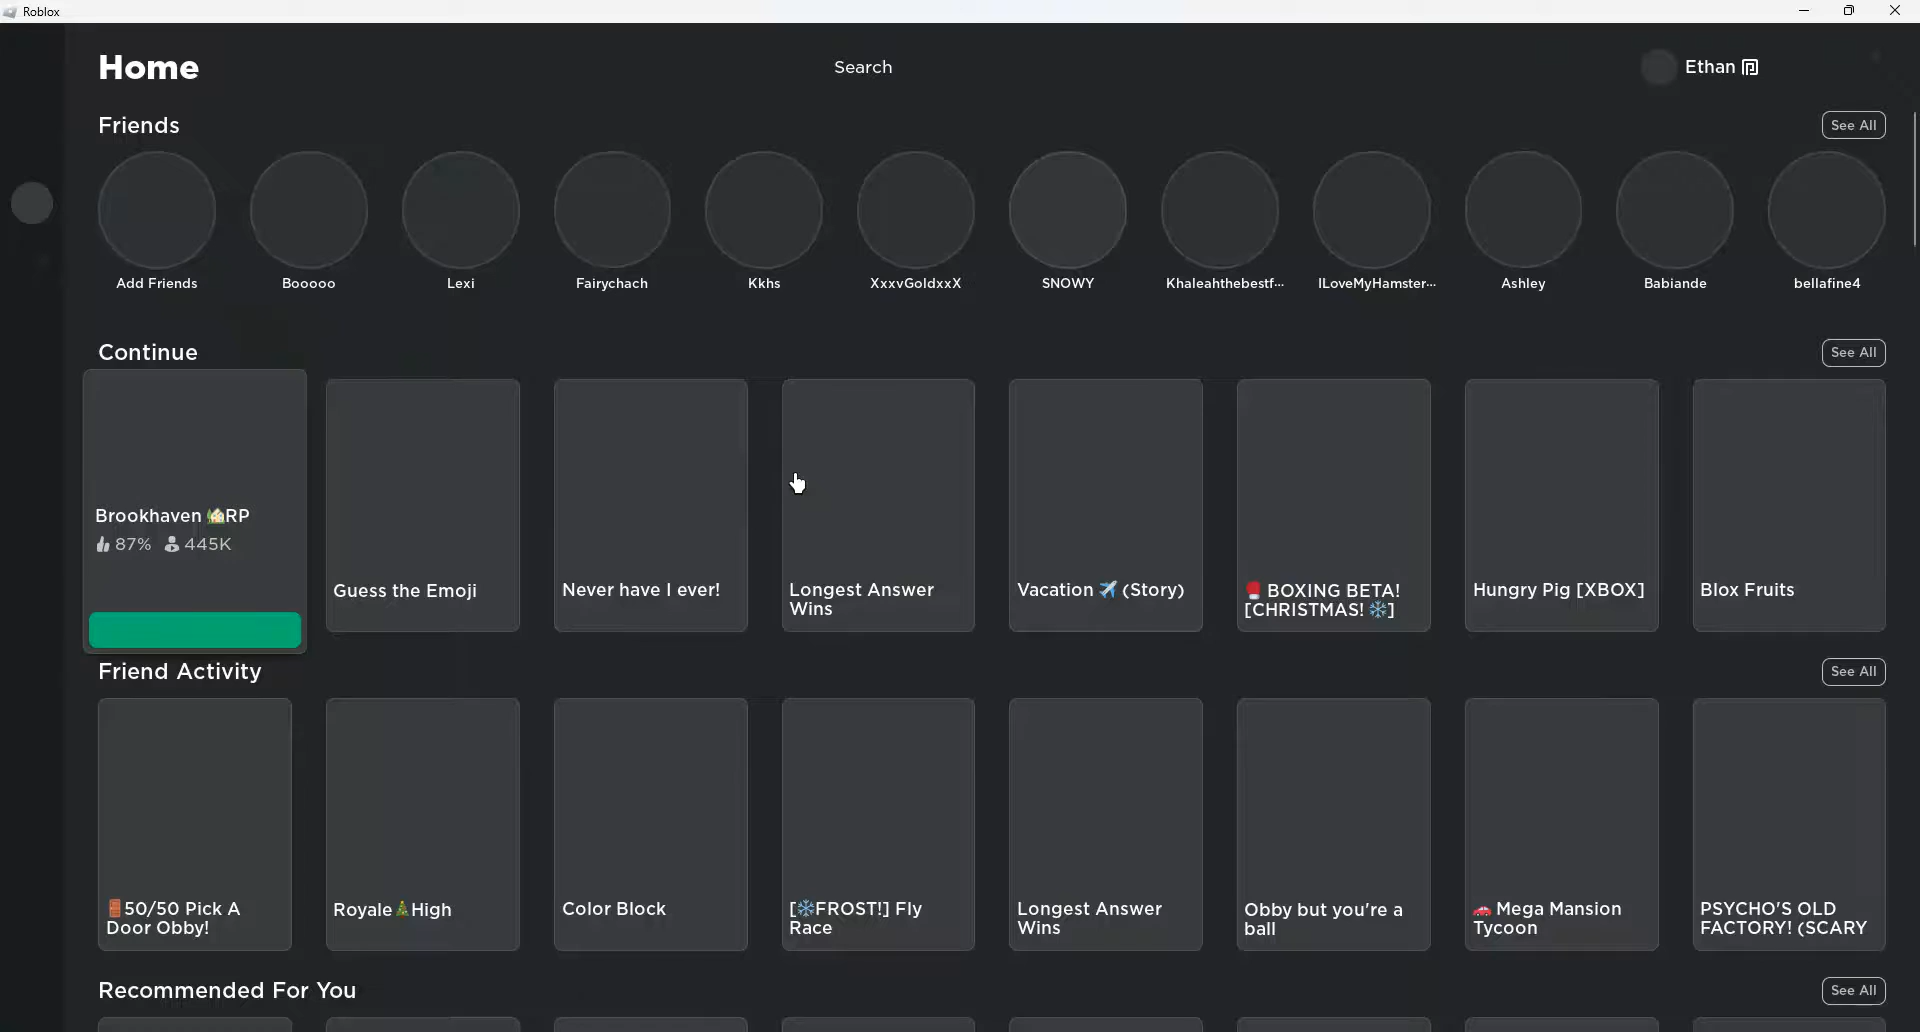 Roblox
Home
Search
Ethan
Friends
See All
Add Friends
Booooo
Lexi
Fairychach
Kkhs
XxxvGoldxxX
SNOWY
Khaleahthebestf...
ILoveMyHamster...
Ashley
Babiande
bellafine4
Continue
See All
Brookhaven 🏡RP
87% 445K
Guess the Emoji
Never have I ever!
Longest Answer
Wins
Vacation ✈️ (Story)
🥊 BOXING BETA!
[CHRISTMAS! ❄️]
Hungry Pig [XBOX]
Blox Fruits
Friend Activity
See All
🚪50/50 Pick A
Door Obby!
Royale🎄High
Color Block
[❄️FROST!] Fly
Race
Longest Answer
Wins
Obby but you're a
ball
🚗 Mega Mansion
Tycoon
PSYCHO'S OLD
FACTORY! (SCARY
Recommended For You
See All